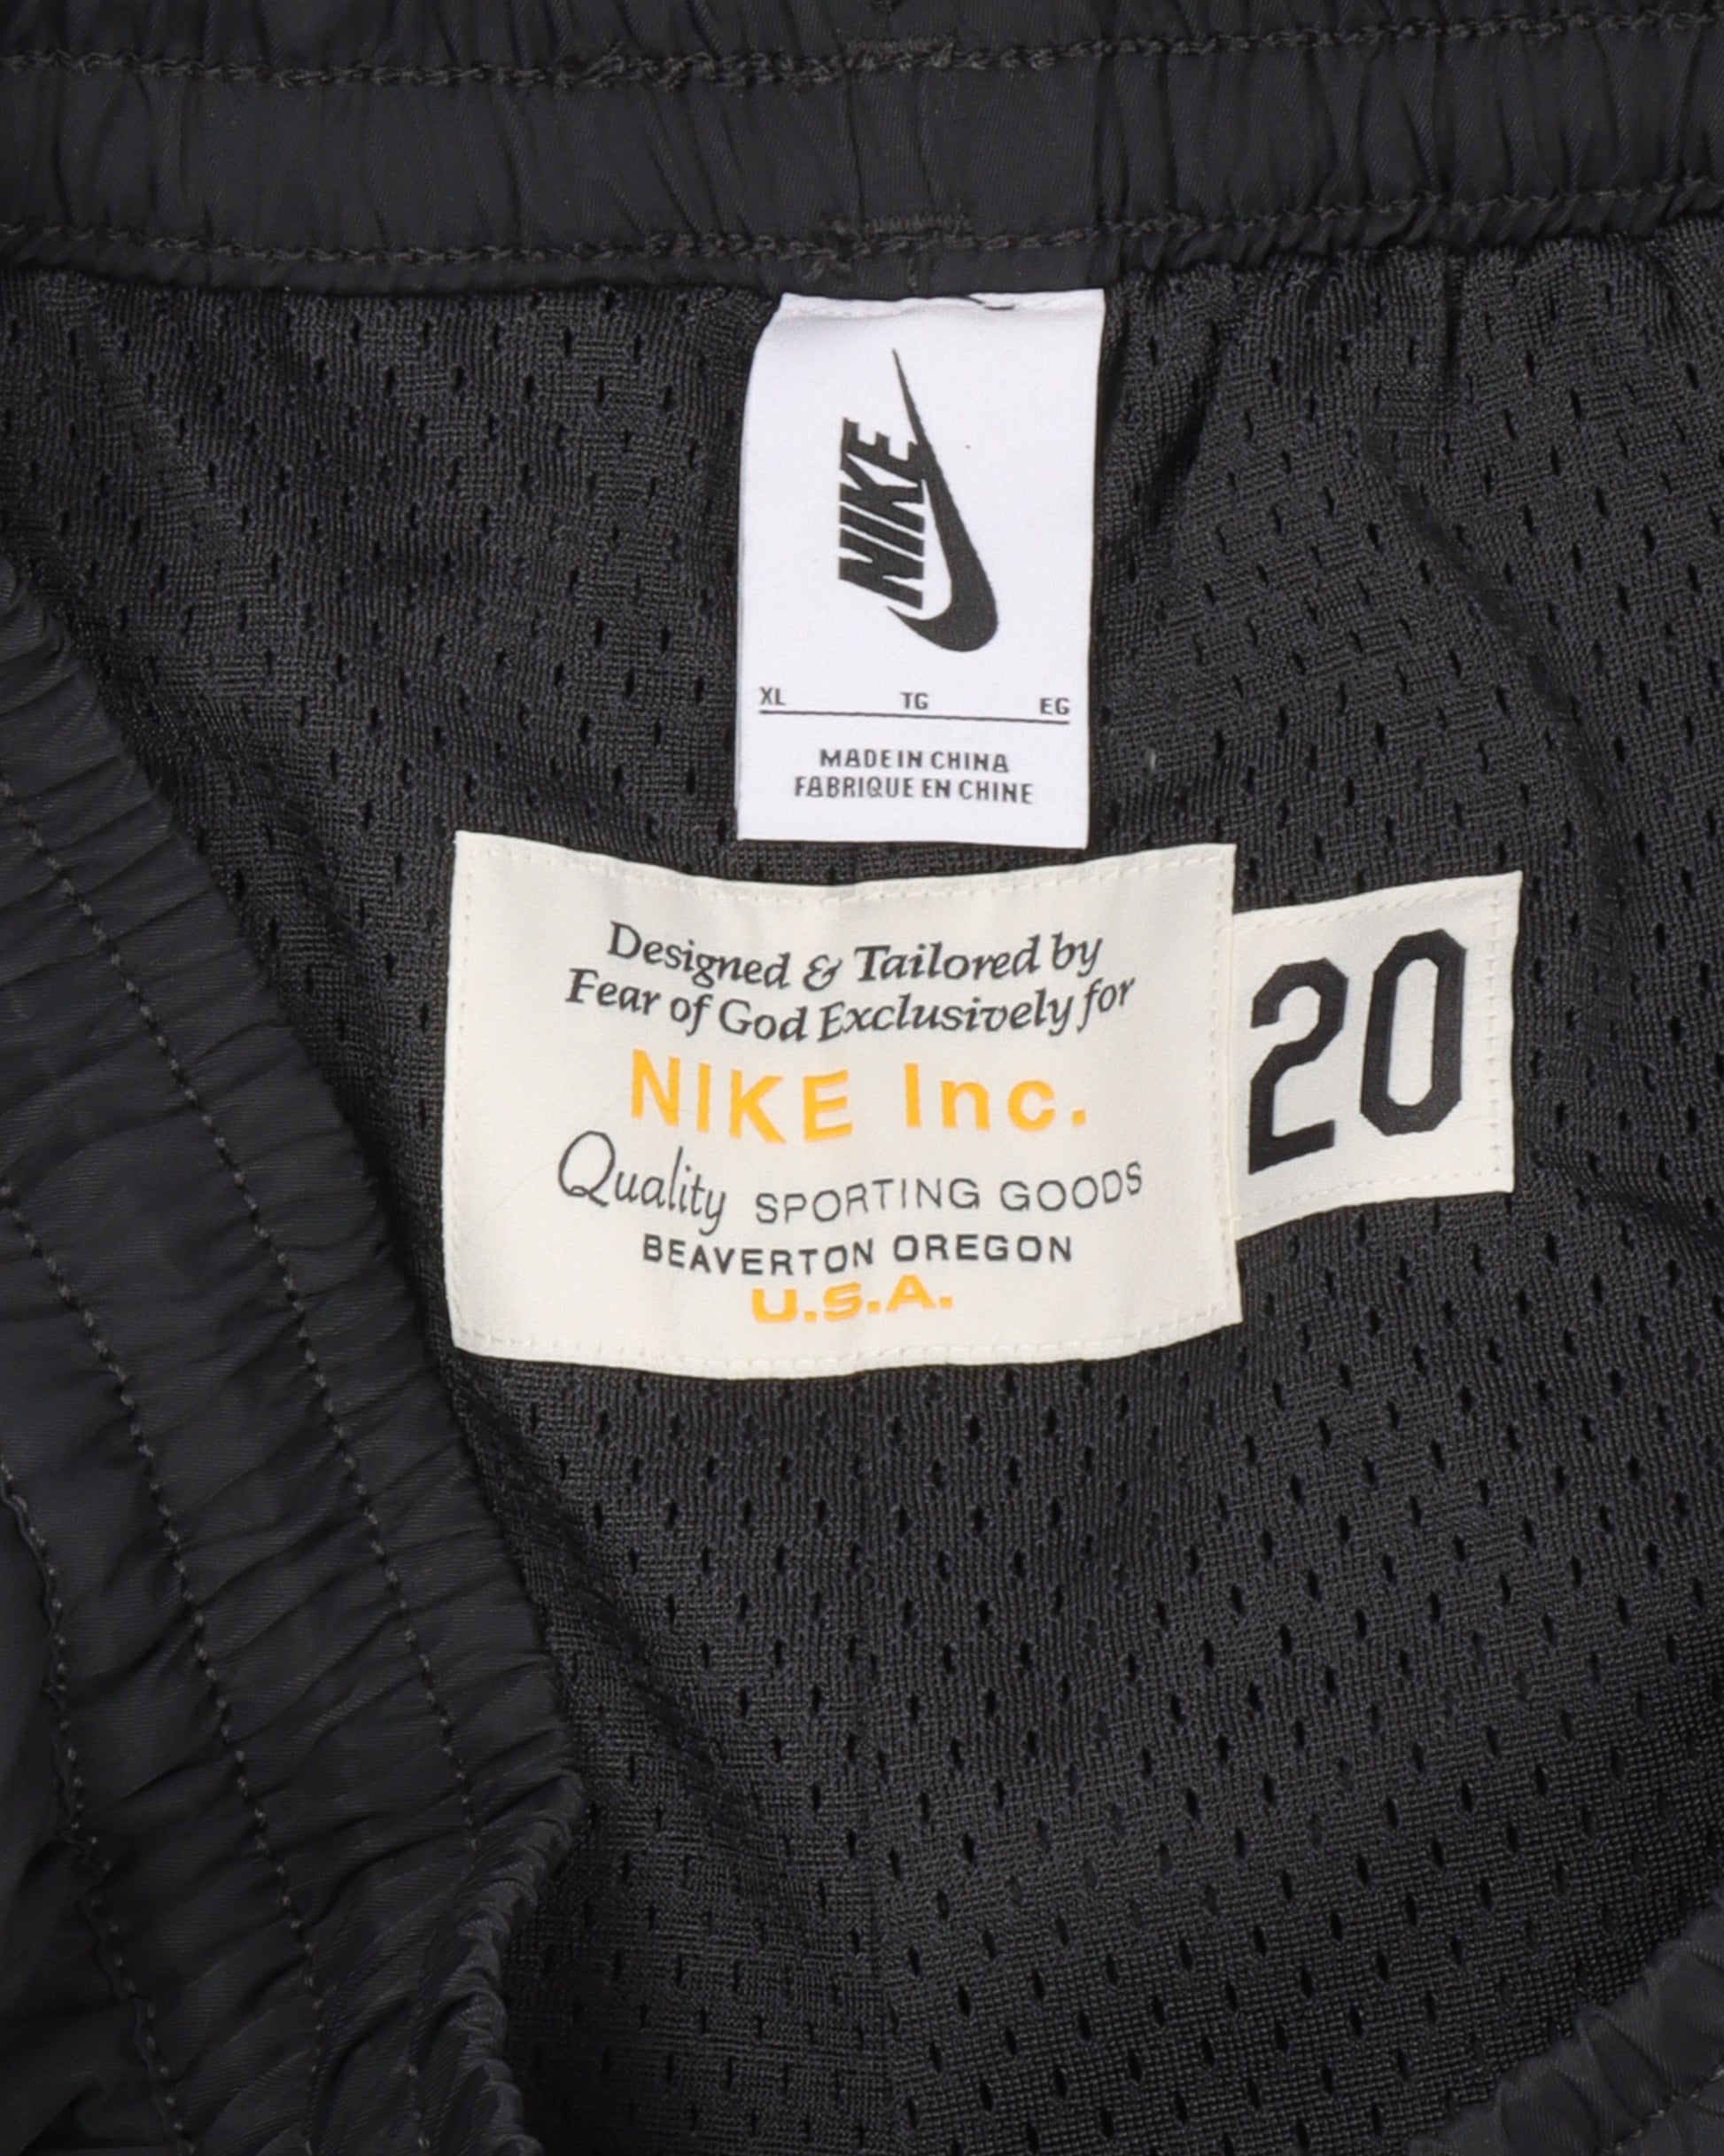 NIKE
XL TG EG
MADE IN CHINA
FABRIQUE EN CHINE
Designed & Tailored by
Fear of God Exclusively for
NIKE Inc.
Quality SPORTING GOODS
BEAVERTON OREGON
U.S.A.
20